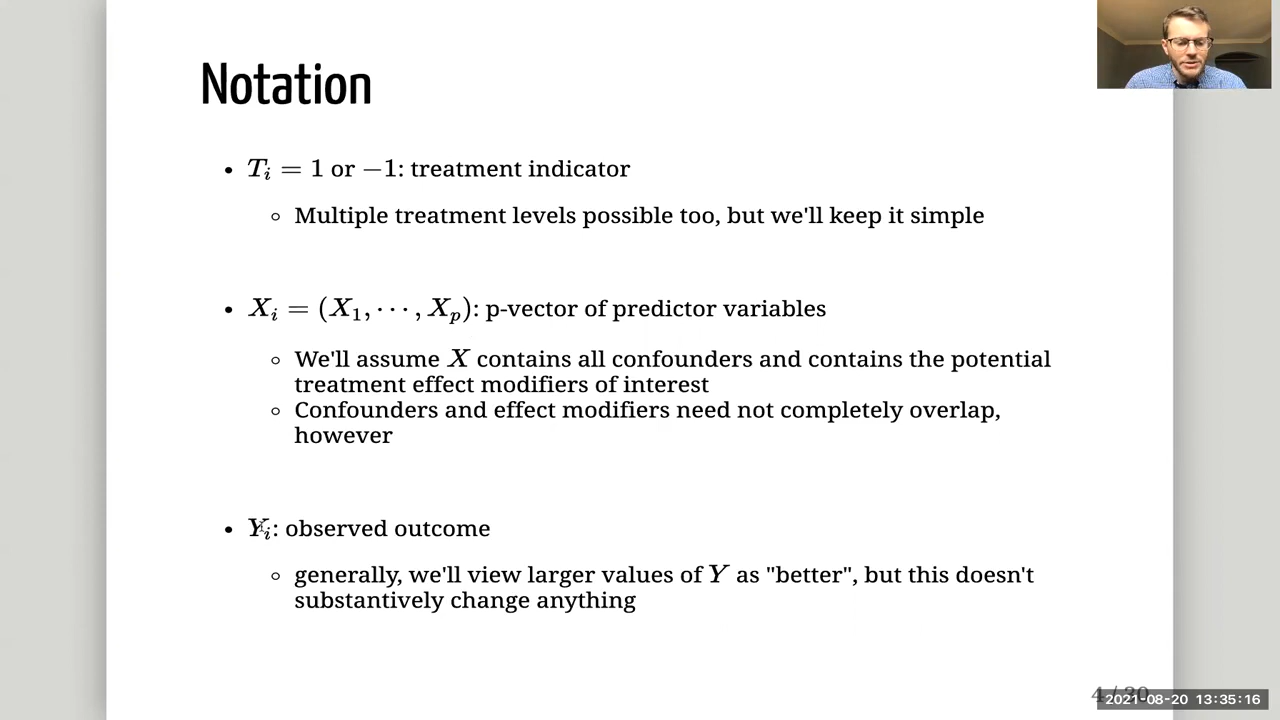 Notation
• Tᵢ = 1 or −1: treatment indicator
◦ Multiple treatment levels possible too, but we'll keep it simple
• Xᵢ = (X₁, ⋯ , Xₚ): p-vector of predictor variables
◦ We'll assume X contains all confounders and contains the potential
treatment effect modifiers of interest
◦ Confounders and effect modifiers need not completely overlap,
however
• Yᵢ: observed outcome
◦ generally, we'll view larger values of Y as "better", but this doesn't
substantively change anything
4 / 30
2021-08-20 13:35:16